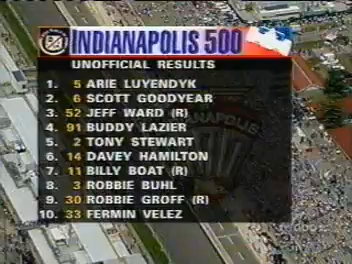 INDIANAPOLIS 500
UNOFFICIAL RESULTS
1. 5 ARIE LUYENDYK
2. 6 SCOTT GOODYEAR
3. 52 JEFF WARD (R)
4. 91 BUDDY LAZIER
5. 2 TONY STEWART
6. 14 DAVEY HAMILTON
7. 11 BILLY BOAT (R)
8. 3 ROBBIE BUHL
9. 30 ROBBIE GROFF (R)
10. 33 FERMIN VELEZ